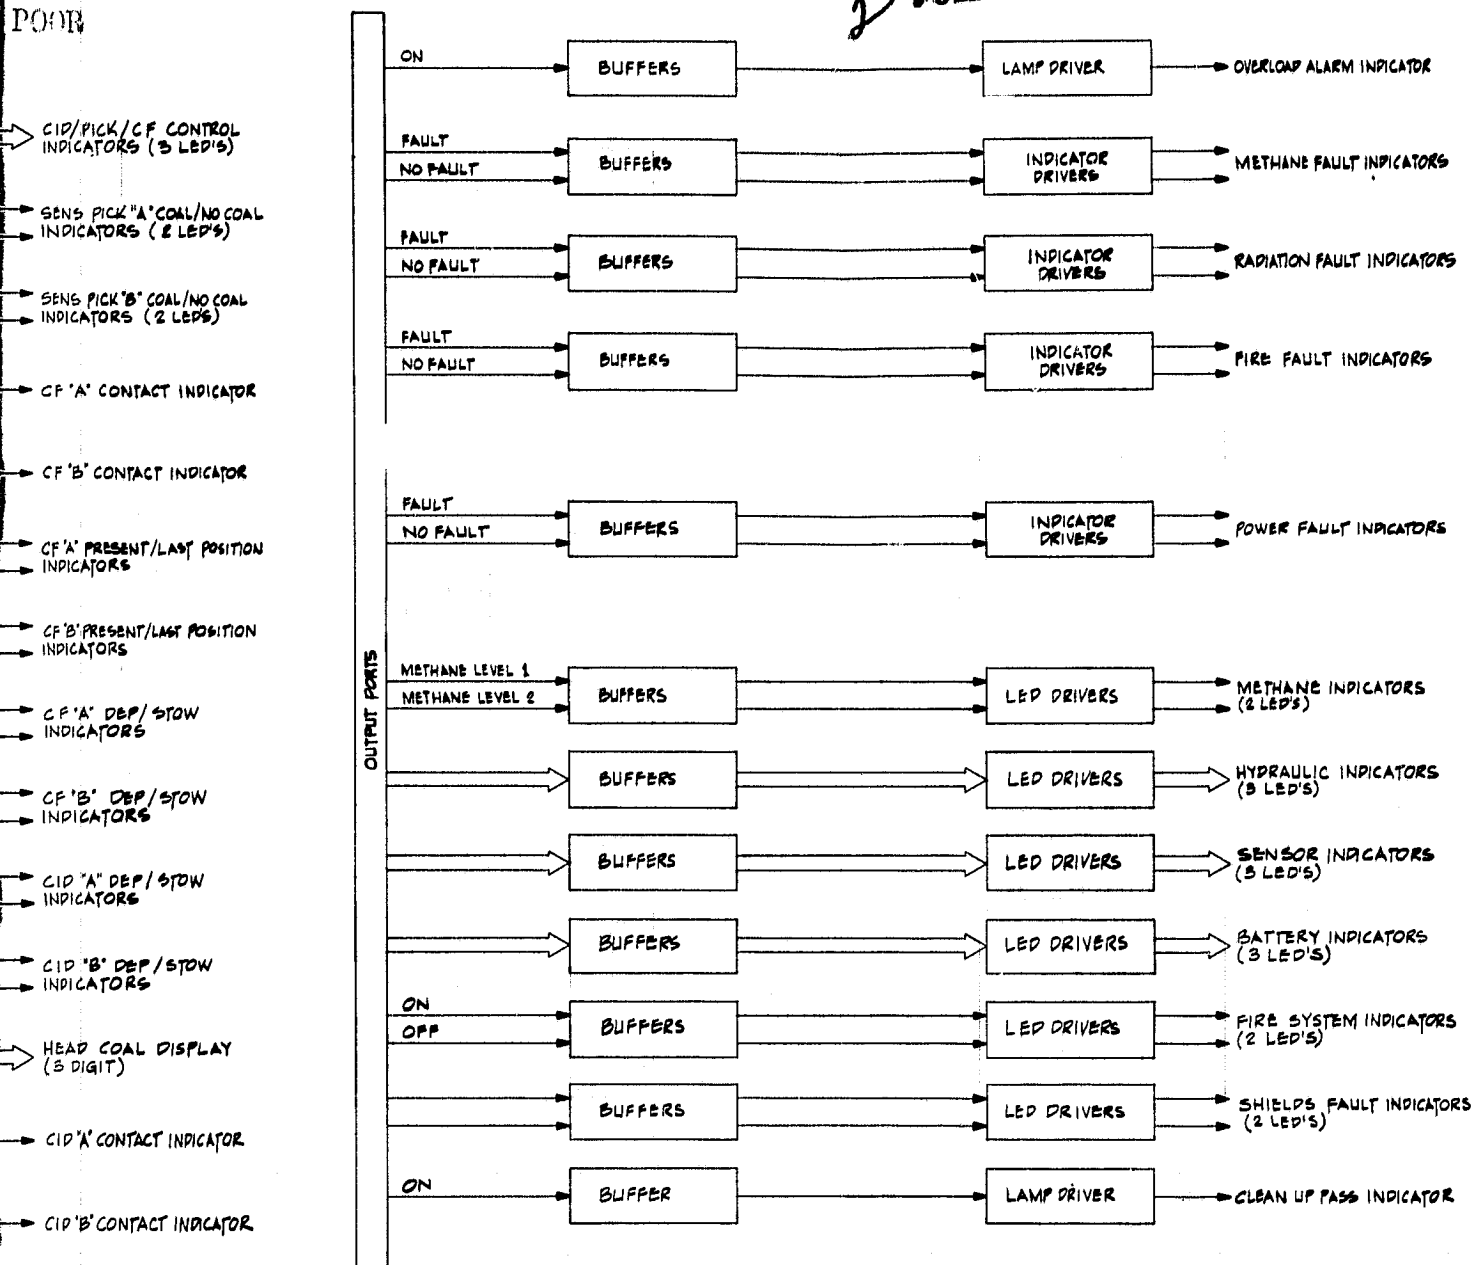 POOR
CID/PICK/CF CONTROL
INDICATORS (3 LED'S)
SENS PICK "A" COAL/NO COAL
INDICATORS (2 LED'S)
SENS PICK "B" COAL/NO COAL
INDICATORS (2 LED'S)
CF "A" CONTACT INDICATOR
CF "B" CONTACT INDICATOR
CF "A" PRESENT/LAST POSITION
INDICATORS
CF "B" PRESENT/LAST POSITION
INDICATORS
CF "A" DEP/STOW
INDICATORS
CF "B" DEP/STOW
INDICATORS
CID "A" DEP/STOW
INDICATORS
CID "B" DEP/STOW
INDICATORS
HEAD COAL DISPLAY
(3 DIGIT)
CID "A" CONTACT INDICATOR
CID "B" CONTACT INDICATOR
OUTPUT PORTS
ON
BUFFERS
LAMP DRIVER
OVERLOAD ALARM INDICATOR
FAULT
NO FAULT
BUFFERS
INDICATOR
DRIVERS
METHANE FAULT INDICATORS
FAULT
NO FAULT
BUFFERS
INDICATOR
DRIVERS
RADIATION FAULT INDICATORS
FAULT
NO FAULT
BUFFERS
INDICATOR
DRIVERS
FIRE FAULT INDICATORS
FAULT
NO FAULT
BUFFERS
INDICATOR
DRIVERS
POWER FAULT INDICATORS
METHANE LEVEL 1
METHANE LEVEL 2
BUFFERS
LED DRIVERS
METHANE INDICATORS
(2 LED'S)
BUFFERS
LED DRIVERS
HYDRAULIC INDICATORS
(3 LED'S)
BUFFERS
LED DRIVERS
SENSOR INDICATORS
(3 LED'S)
BUFFERS
LED DRIVERS
BATTERY INDICATORS
(3 LED'S)
ON
OFF
BUFFERS
LED DRIVERS
FIRE SYSTEM INDICATORS
(2 LED'S)
BUFFERS
LED DRIVERS
SHIELDS FAULT INDICATORS
(2 LED'S)
ON
BUFFER
LAMP DRIVER
CLEAN UP PASS INDICATOR